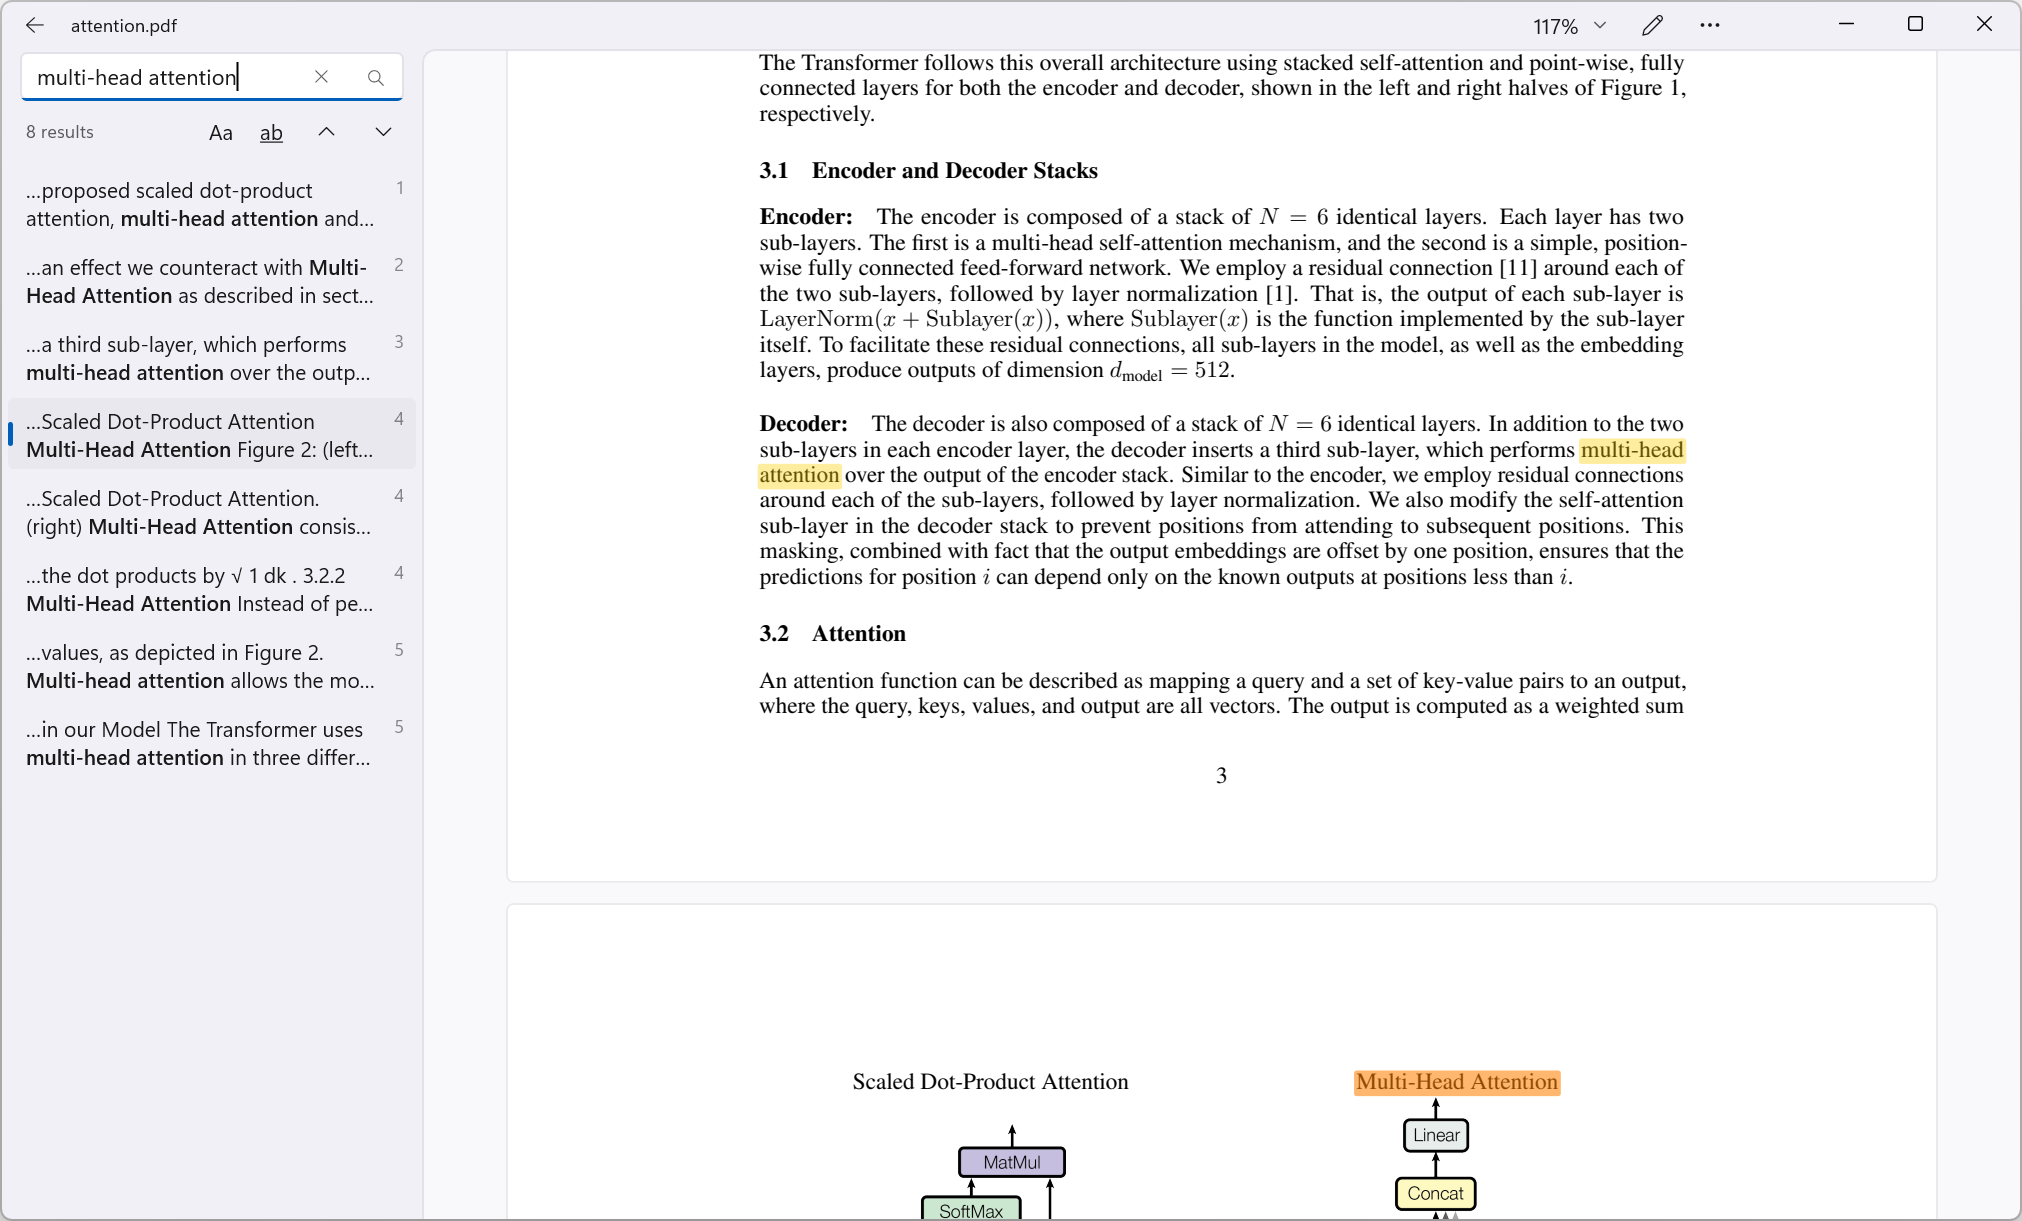 attention.pdf
117%
multi-head attention
8 results
Aa
ab
...proposed scaled dot-product 1
attention, multi-head attention and...
...an effect we counteract with Multi- 2
Head Attention as described in sect...
...a third sub-layer, which performs 3
multi-head attention over the outp...
...Scaled Dot-Product Attention 4
Multi-Head Attention Figure 2: (left...
...Scaled Dot-Product Attention. 4
(right) Multi-Head Attention consis...
...the dot products by √ 1 dk . 3.2.2 4
Multi-Head Attention Instead of pe...
...values, as depicted in Figure 2. 5
Multi-head attention allows the mo...
...in our Model The Transformer uses 5
multi-head attention in three differ...
The Transformer follows this overall architecture using stacked self-attention and point-wise, fully
connected layers for both the encoder and decoder, shown in the left and right halves of Figure 1,
respectively.
3.1 Encoder and Decoder Stacks
Encoder: The encoder is composed of a stack of N = 6 identical layers. Each layer has two
sub-layers. The first is a multi-head self-attention mechanism, and the second is a simple, position-
wise fully connected feed-forward network. We employ a residual connection [11] around each of
the two sub-layers, followed by layer normalization [1]. That is, the output of each sub-layer is
LayerNorm(x + Sublayer(x)), where Sublayer(x) is the function implemented by the sub-layer
itself. To facilitate these residual connections, all sub-layers in the model, as well as the embedding
layers, produce outputs of dimension dmodel = 512.
Decoder: The decoder is also composed of a stack of N = 6 identical layers. In addition to the two
sub-layers in each encoder layer, the decoder inserts a third sub-layer, which performs multi-head
attention over the output of the encoder stack. Similar to the encoder, we employ residual connections
around each of the sub-layers, followed by layer normalization. We also modify the self-attention
sub-layer in the decoder stack to prevent positions from attending to subsequent positions. This
masking, combined with fact that the output embeddings are offset by one position, ensures that the
predictions for position i can depend only on the known outputs at positions less than i.
3.2 Attention
An attention function can be described as mapping a query and a set of key-value pairs to an output,
where the query, keys, values, and output are all vectors. The output is computed as a weighted sum
3
Scaled Dot-Product Attention
MatMul
SoftMax
Multi-Head Attention
Linear
Concat